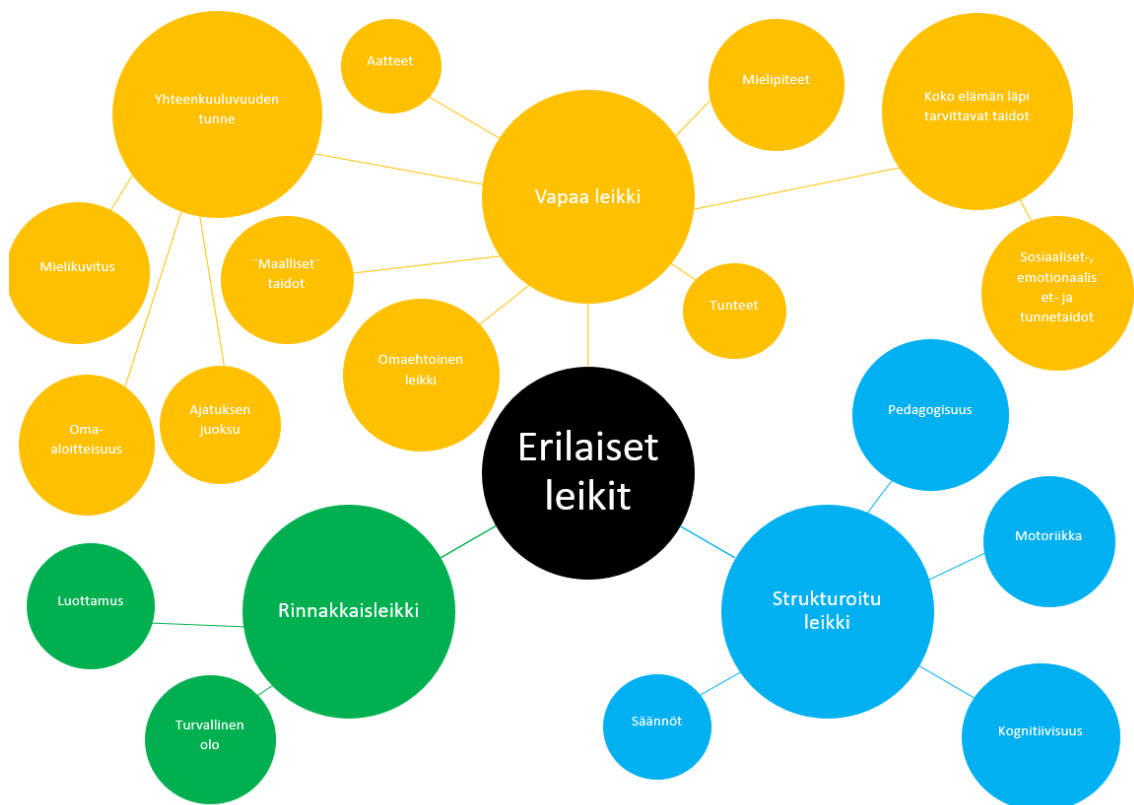 Aatteet
Mielipiteet
Yhteenkuuluvuuden
tunne
Koko elämän läpi
tarvittavat taidot
Vapaa leikki
Mielikuvitus
¨Maalliset¨
taidot
Sosiaaliset-,
emotionaalis
et- ja
tunnetaidot
Tunteet
Omaehtoinen
leikki
Oma-
aloitteisuus
Ajatuksen
juoksu
Pedagogisuus
Erilaiset
leikit
Motoriikka
Luottamus
Rinnakkaisleikki
Strukturoitu
leikki
Säännöt
Turvallinen
olo
Kognitiivisuus